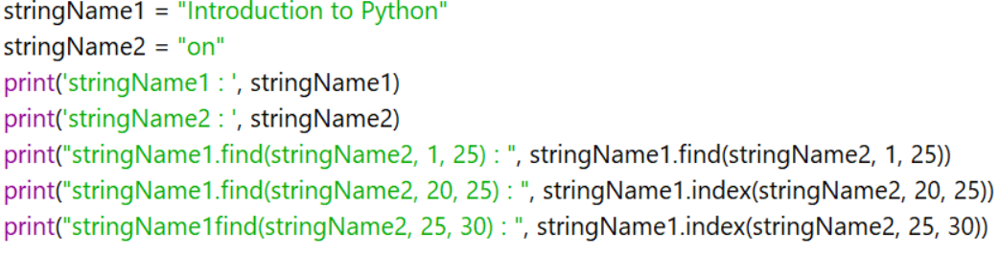 stringName1 = "Introduction to Python"
stringName2 = "on"
print('stringName1 : ', stringName1)
print('stringName2 : ', stringName2)
print("stringName1.find(stringName2, 1, 25) : ", stringName1.find(stringName2, 1, 25))
print("stringName1.find(stringName2, 20, 25) : ", stringName1.index(stringName2, 20, 25))
print("stringName1find(stringName2, 25, 30) : ", stringName1.index(stringName2, 25, 30))